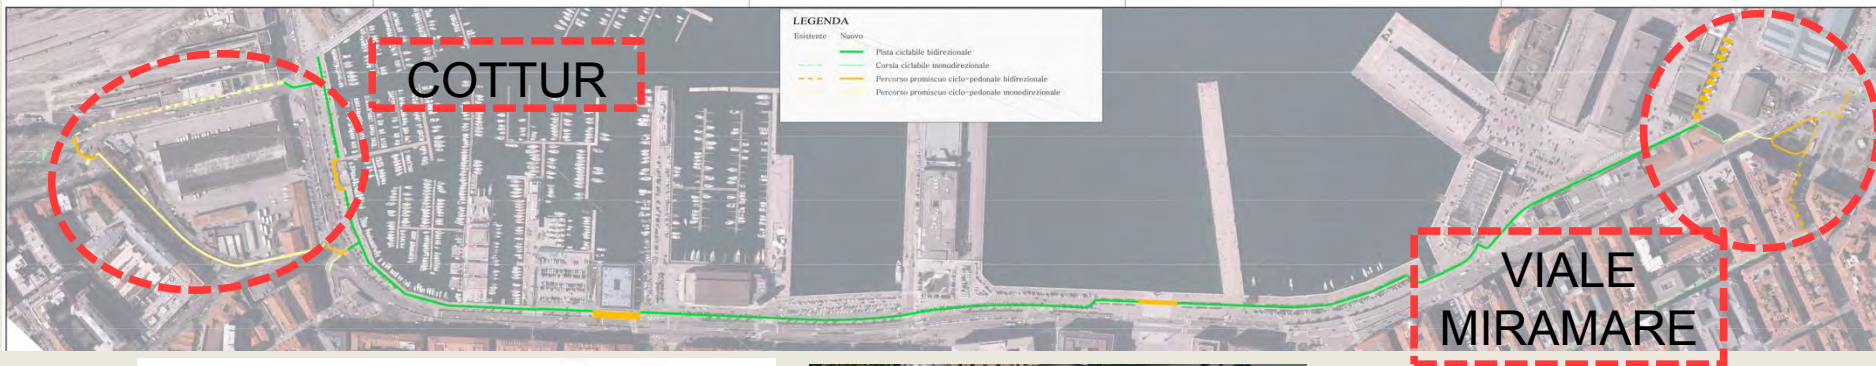 COTTUR
LEGENDA
Esistente Nuovo
Pista ciclabile bidirezionale
Corsia ciclabile monodirezionale
Percorso promiscuo ciclo-pedonale bidirezionale
Percorso promiscuo ciclo-pedonale monodirezionale
VIALE
MIRAMARE